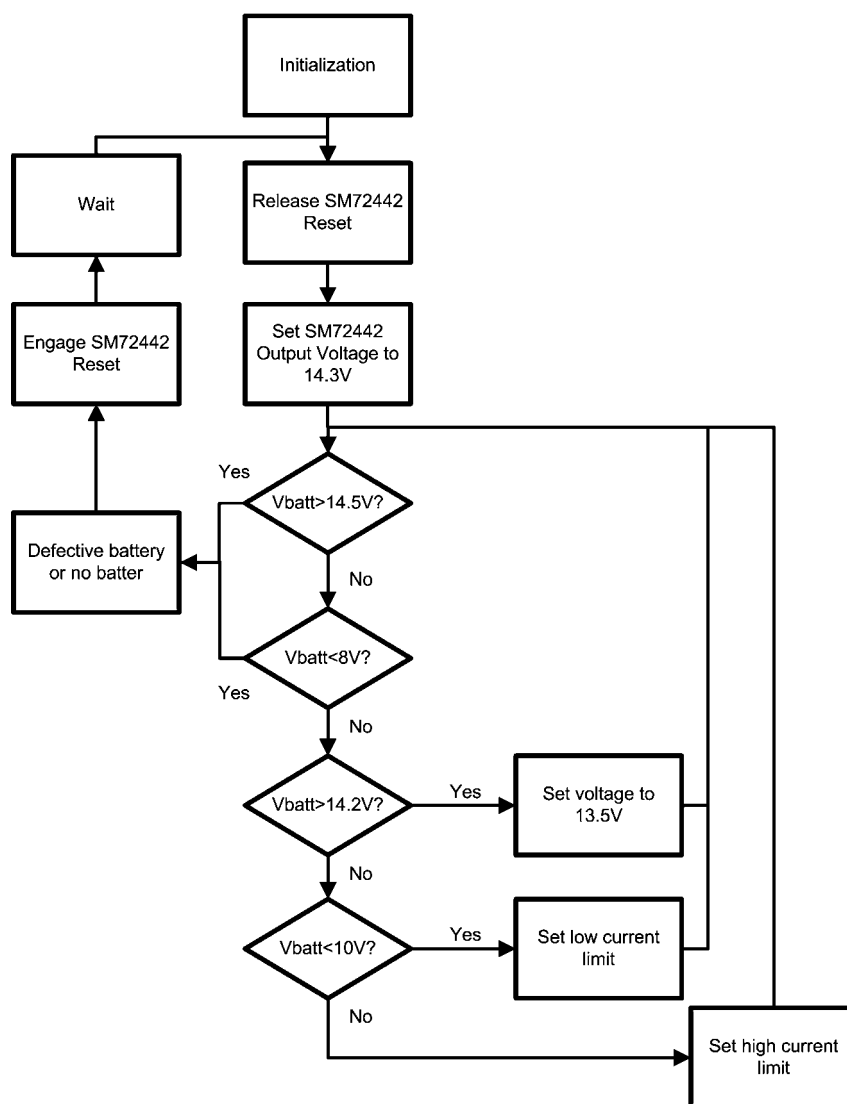 Initialization
Wait
Release SM72442
Reset
Engage SM72442
Reset
Set SM72442
Output Voltage to
14.3V
Yes
Vbatt>14.5V?
Defective battery
or no batter
No
Vbatt<8V?
Yes
No
Vbatt>14.2V?
Yes
Set voltage to
13.5V
No
Vbatt<10V?
Yes
Set low current
limit
No
Set high current
limit